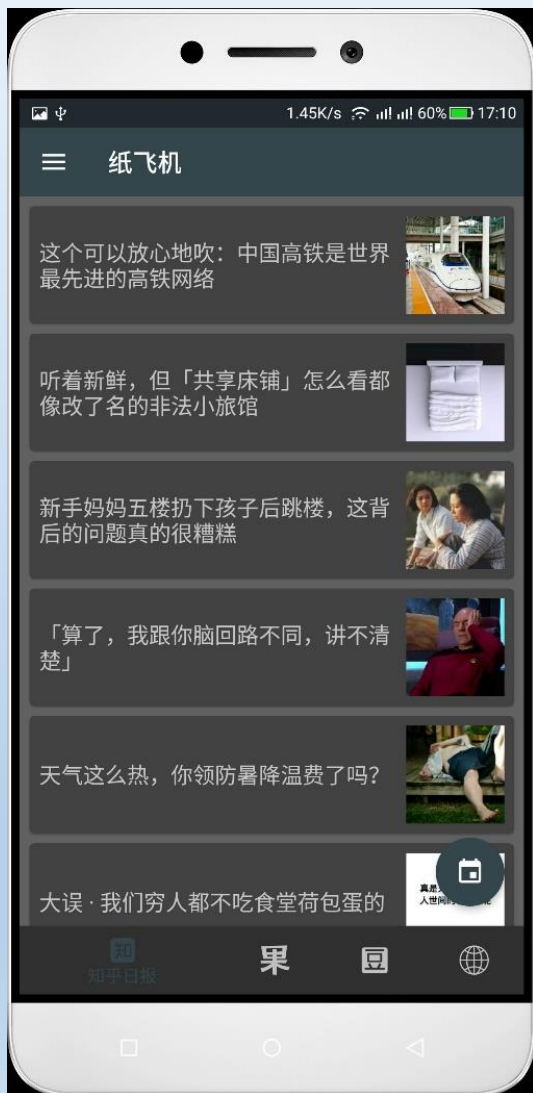 1.45K/s 60% 17:10
纸飞机
这个可以放心地吹：中国高铁是世界
最先进的高铁网络
听着新鲜，但「共享床铺」怎么看都
像改了名的非法小旅馆
新手妈妈五楼扔下孩子后跳楼，这背
后的问题真的很糟糕
「算了，我跟你脑回路不同，讲不清
楚」
天气这么热，你领防暑降温费了吗？
大误 · 我们穷人都不吃食堂荷包蛋的
真是
人世间
知
知乎日报
果
豆